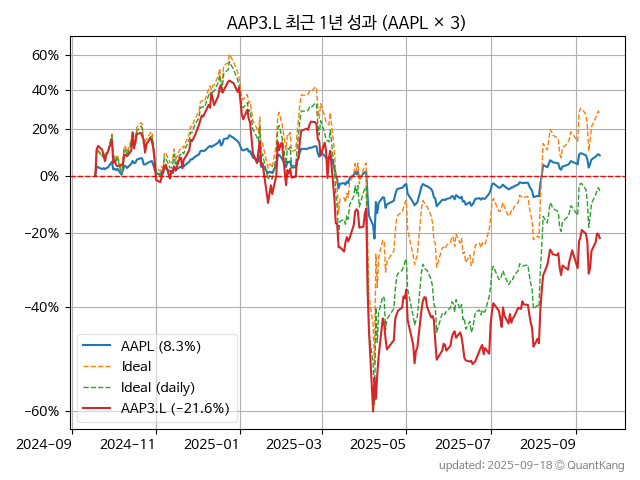 AAP3.L 최근 1년 성과 (AAPL × 3)
60%
40%
20%
0%
−20%
−40%
−60%
AAPL (8.3%)
Ideal
Ideal (daily)
AAP3.L (−21.6%)
2024-09 2024-11 2025-01 2025-03 2025-05 2025-07 2025-09
updated: 2025-09-18 © QuantKang